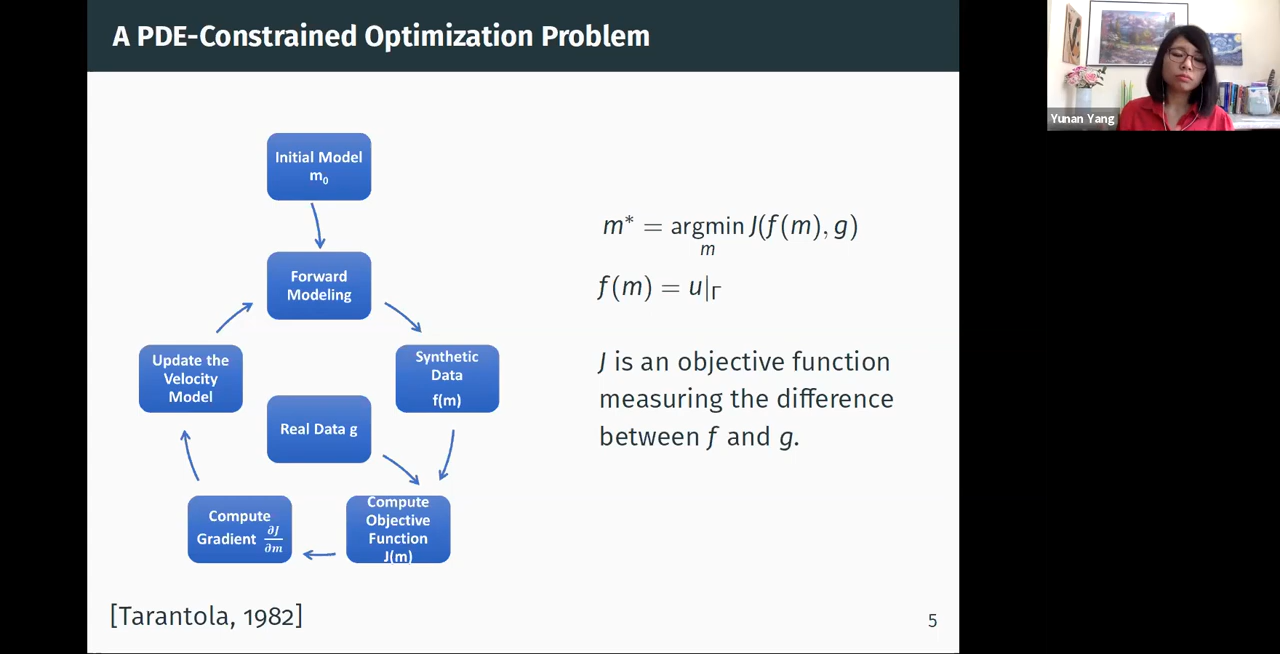 A PDE-Constrained Optimization Problem
Initial Model
m₀
Forward
Modeling
Update the
Velocity
Model
Synthetic
Data
f(m)
Real Data g
Compute
Gradient ∂J/∂m
Compute
Objective
Function
J(m)
m* = argmin J(f(m), g)
m
f(m) = u|Γ
J is an objective function
measuring the difference
between f and g.
[Tarantola, 1982]
5
Yunan Yang